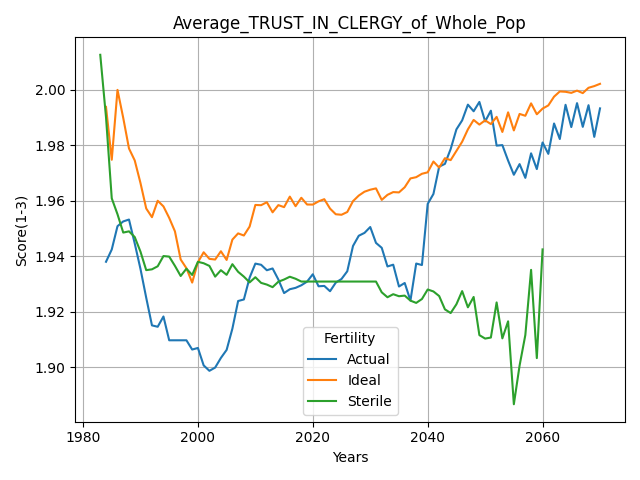 Average_TRUST_IN_CLERGY_of_Whole_Pop
Score(1-3)
2.00
1.98
1.96
1.94
1.92
1.90
Fertility
Actual
Ideal
Sterile
1980
2000
2020
2040
2060
Years